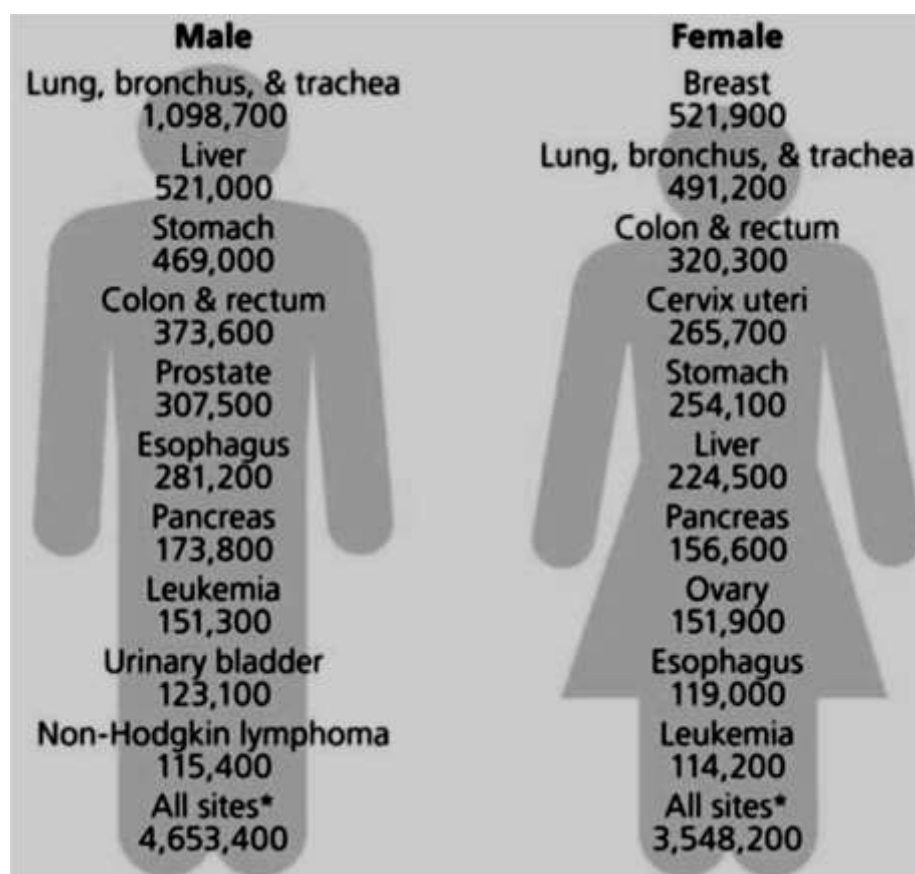 Male
Lung, bronchus, & trachea
1,098,700
Liver
521,000
Stomach
469,000
Colon & rectum
373,600
Prostate
307,500
Esophagus
281,200
Pancreas
173,800
Leukemia
151,300
Urinary bladder
123,100
Non-Hodgkin lymphoma
115,400
All sites*
4,653,400
Female
Breast
521,900
Lung, bronchus, & trachea
491,200
Colon & rectum
320,300
Cervix uteri
265,700
Stomach
254,100
Liver
224,500
Pancreas
156,600
Ovary
151,900
Esophagus
119,000
Leukemia
114,200
All sites*
3,548,200